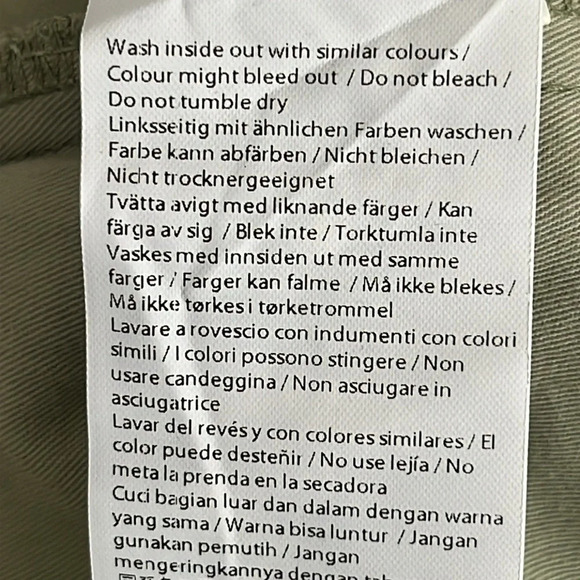 Wash inside out with similar colours /
Colour might bleed out / Do not bleach /
Do not tumble dry
Linksseitig mit ähnlichen Farben waschen /
Farbe kann abfärben / Nicht bleichen /
Nicht trocknergeeignet
Tvätta avigt med liknande färger / Kan
färga av sig / Blek inte / Torktumla inte
Vaskes med innsiden ut med samme
farger / Farger kan falme / Må ikke blekes /
Må ikke tørkes i tørketrommel
Lavare a rovescio con indumenti con colori
simili / I colori possono stingere / Non
usare candeggina / Non asciugare in
asciugatrice
Lavar del revés y con colores similares / El
color puede desteñir / No use lejía / No
meta la prenda en la secadora
Cuci bagian luar dan dalam dengan warna
yang sama / Warna bisa luntur / Jangan
gunakan pemutih / Jangan
mengeringkannya dengan